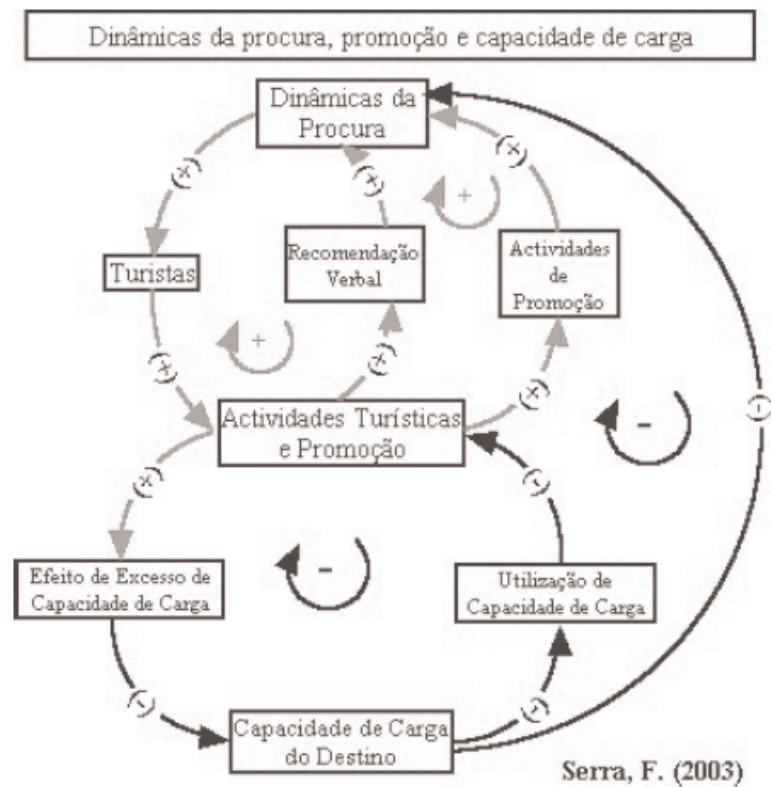 Dinâmicas da procura, promoção e capacidade de carga
Dinâmicas da
Procura
(+)
(+)
(+)
+
Turistas
Recomendação
Verbal
Actividades
de
Promoção
+
(+)
(+)
(+)
Actividades Turísticas
e Promoção
(-)
-
(+)
(-)
Efeito de Excesso de
Capacidade de Carga
-
Utilização de
Capacidade de Carga
(-)
(-)
Capacidade de Carga
do Destino
Serra, F. (2003)